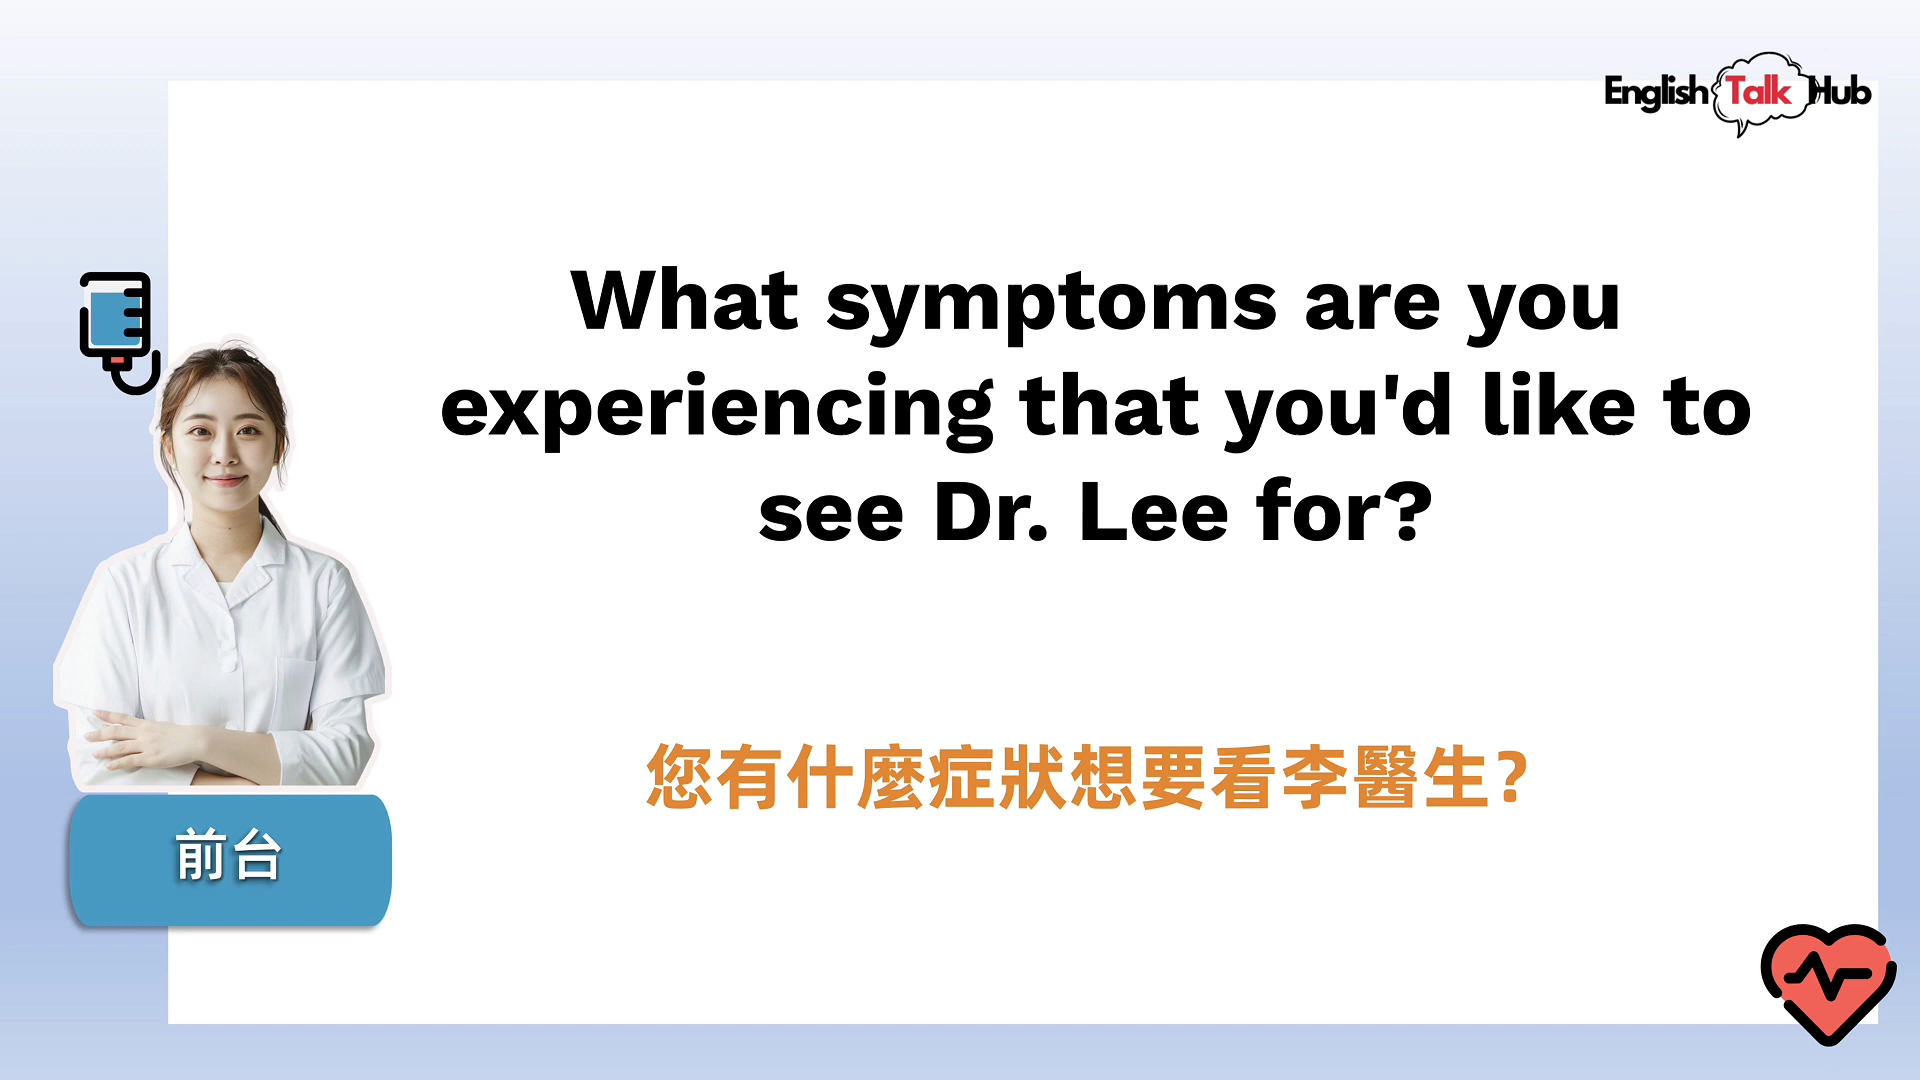 English Talk Hub
What symptoms are you
experiencing that you'd like to
see Dr. Lee for?
您有什麼症狀想要看李醫生?
前台